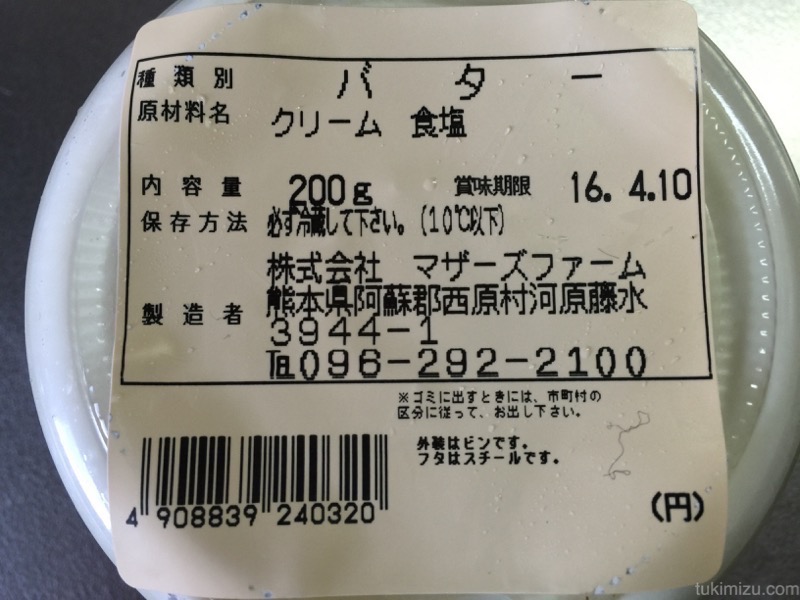 種類別 バター
原材料名 クリーム 食塩
内容量 200g 賞味期限 16.4.10
保存方法 必ず冷蔵して下さい。(10℃以下)
株式会社 マザーズファーム
製造者 熊本県阿蘇郡西原村河原藤水
3944-1
℡096-292-2100
※ゴミに出すときには、市町村の
区分に従って、お出し下さい。
外装はビンです。
フタはスチールです。
4 908839 240320
(円)
tukimizu.com